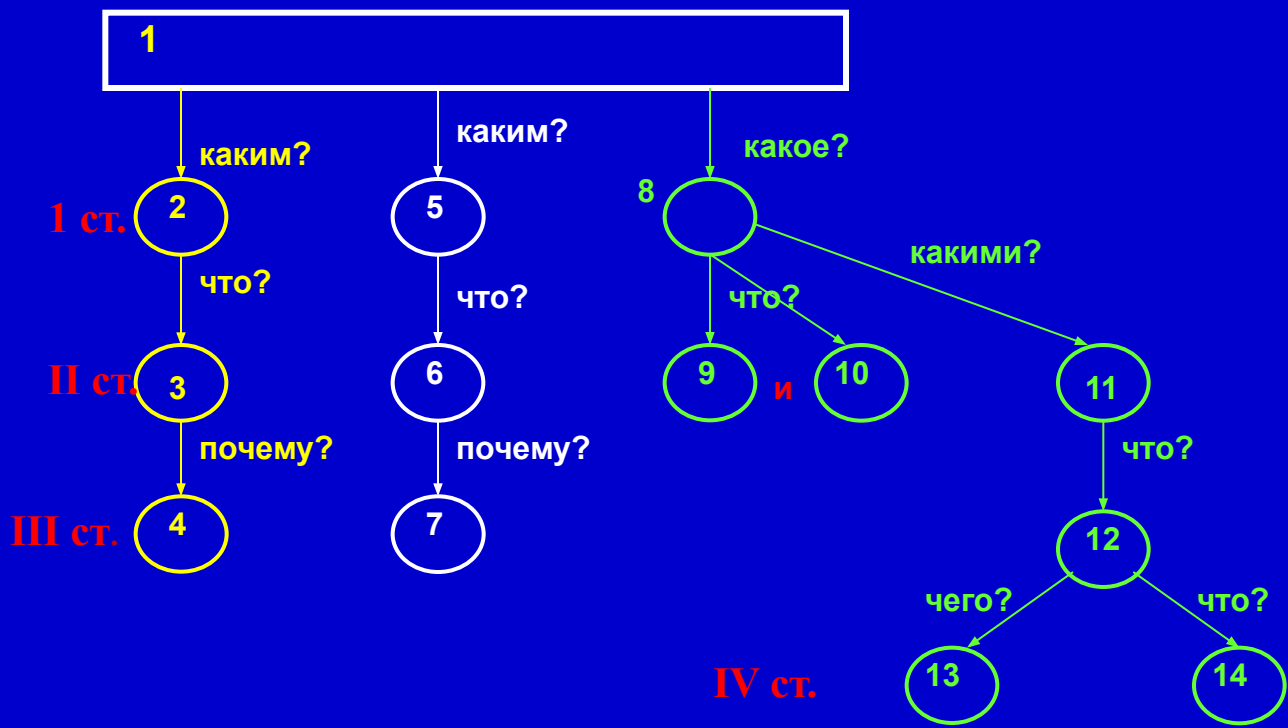 1
каким?
каким?
какое?
1 ст.
2
5
8
какими?
что?
что?
что?
II ст.
3
6
9
и
10
11
почему?
почему?
что?
III ст.
4
7
12
чего?
что?
IV ст.
13
14